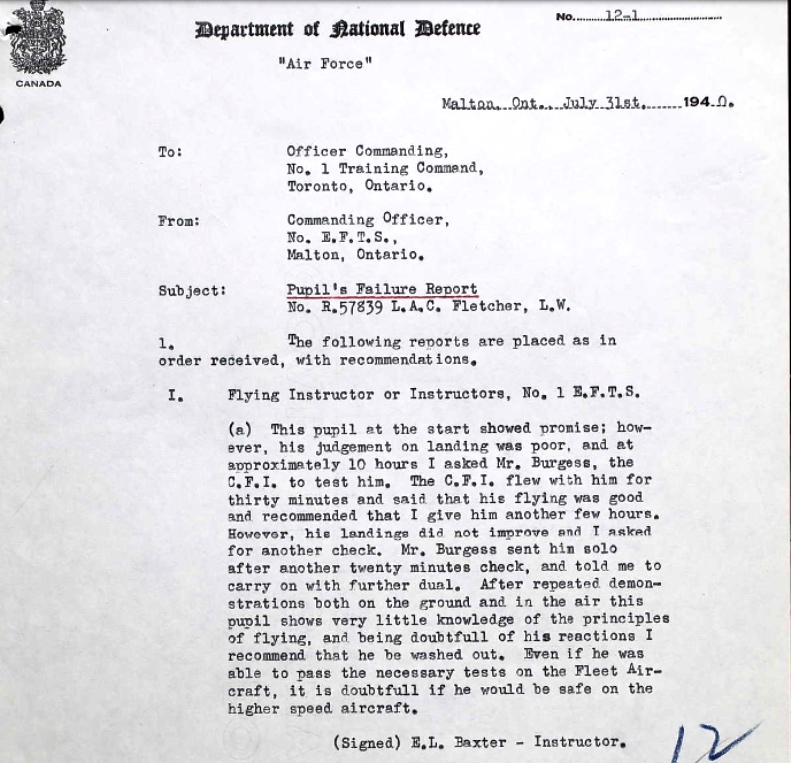 No. 12-1
Department of National Defence
"Air Force"
CANADA
Malton, Ont., July 31st, 1940.
To: Officer Commanding,
No. 1 Training Command,
Toronto, Ontario.
From: Commanding Officer,
No. E.F.T.S.,
Malton, Ontario.
Subject: Pupil's Failure Report
No. R.57839 L.A.C. Fletcher, L.W.
1. The following reports are placed as in
order received, with recommendations.
I. Flying Instructor or Instructors, No. 1 E.F.T.S.
(a) This pupil at the start showed promise; how-
ever, his judgement on landing was poor, and at
approximately 10 hours I asked Mr. Burgess, the
C.F.I. to test him. The C.F.I. flew with him for
thirty minutes and said that his flying was good
and recommended that I give him another few hours.
However, his landings did not improve and I asked
for another check. Mr. Burgess sent him solo
after another twenty minutes check, and told me to
carry on with further dual. After repeated demon-
strations both on the ground and in the air this
pupil shows very little knowledge of the principles
of flying, and being doubtfull of his reactions I
recommend that he be washed out. Even if he was
able to pass the necessary tests on the Fleet Air-
craft, it is doubtfull if he would be safe on the
higher speed aircraft.
(Signed) E.L. Baxter - Instructor.
12